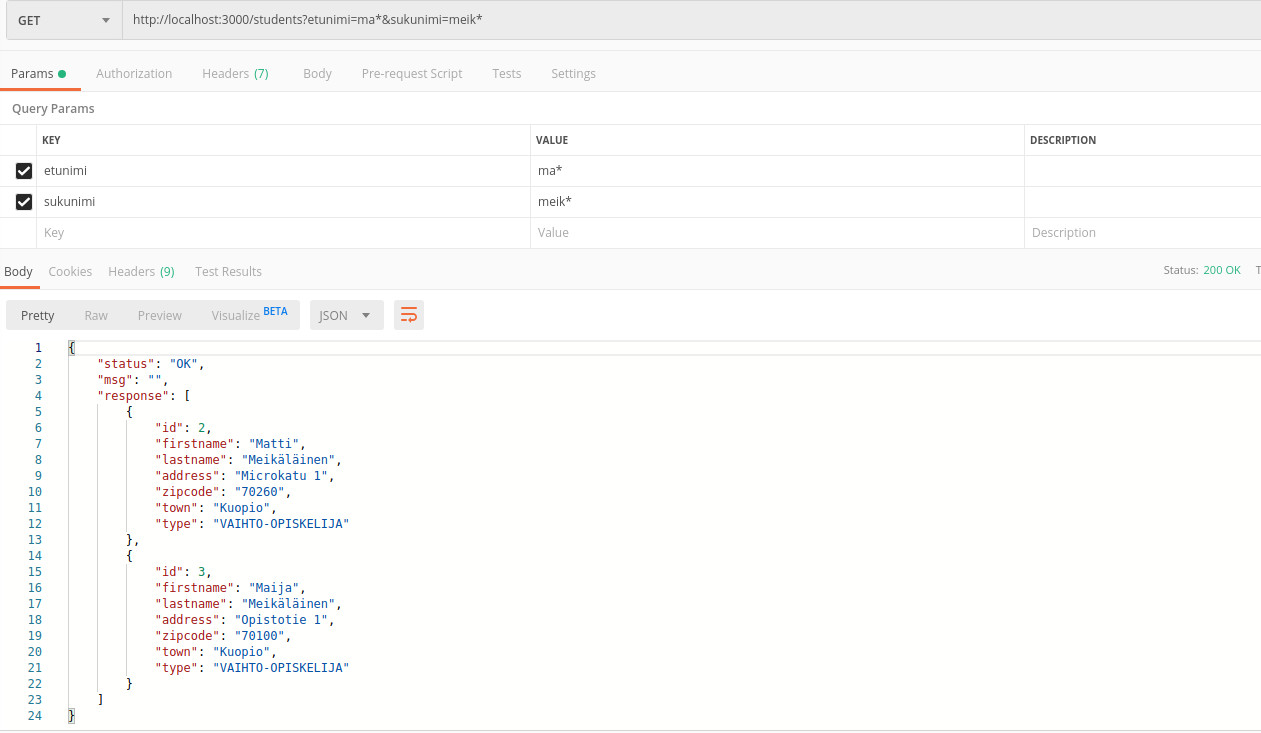 GET http://localhost:3000/students?etunimi=ma*&sukunimi=meik*
Params Authorization Headers (7) Body Pre-request Script Tests Settings
Query Params
KEY VALUE DESCRIPTION
etunimi ma*
sukunimi meik*
Key Value Description
Body Cookies Headers (9) Test Results Status: 200 OK T
Pretty Raw Preview Visualize BETA JSON
1 {
2 "status": "OK",
3 "msg": "",
4 "response": [
5 {
6 "id": 2,
7 "firstname": "Matti",
8 "lastname": "Meikäläinen",
9 "address": "Microkatu 1",
10 "zipcode": "70260",
11 "town": "Kuopio",
12 "type": "VAIHTO-OPISKELIJA"
13 },
14 {
15 "id": 3,
16 "firstname": "Maija",
17 "lastname": "Meikäläinen",
18 "address": "Opistotie 1",
19 "zipcode": "70100",
20 "town": "Kuopio",
21 "type": "VAIHTO-OPISKELIJA"
22 }
23 ]
24 }